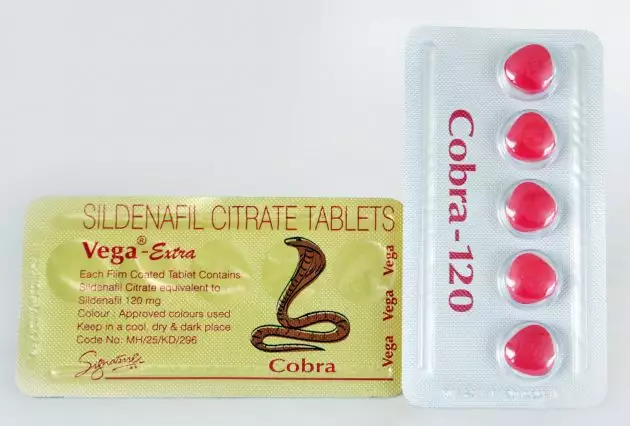 SILDENAFIL CITRATE TABLETS
Vega®-Extra
Each Film Coated Tablet Contains
Sildenafil Citrate equivalent to
Sildenafil 120 mg
Colour : Approved colours used
Keep in a cool, dry & dark place
Code No: MH/25/KD/296
Signature
Cobra
Vega Vega Vega
Cobra-120